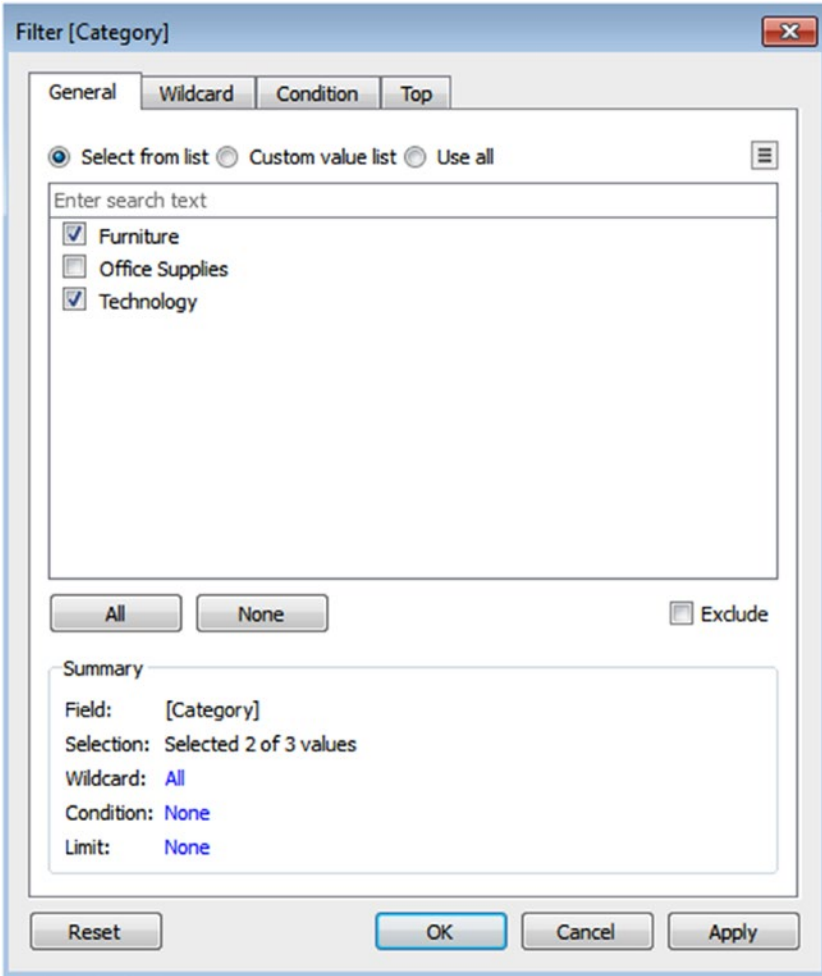 Filter [Category]
General Wildcard Condition Top
Select from list Custom value list Use all
Enter search text
Furniture
Office Supplies
Technology
All None Exclude
Summary
Field: [Category]
Selection: Selected 2 of 3 values
Wildcard: All
Condition: None
Limit: None
Reset OK Cancel Apply